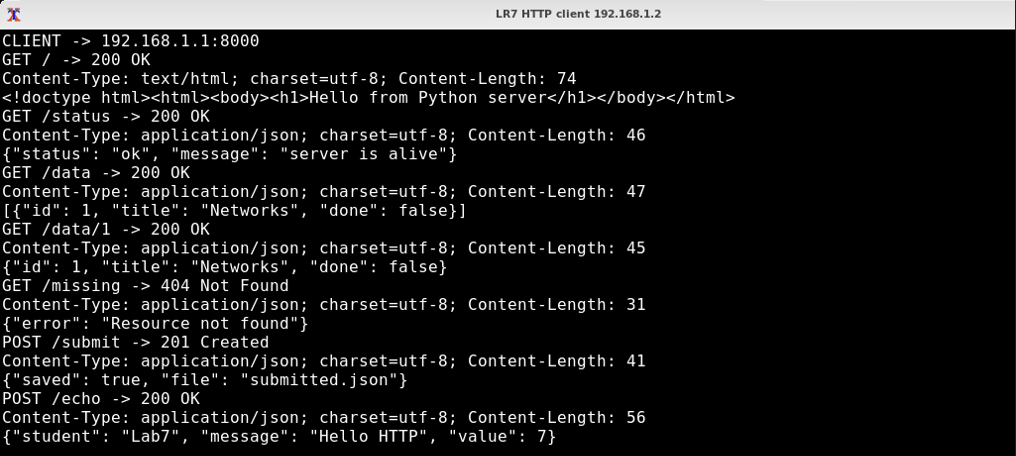 LR7 HTTP client 192.168.1.2
CLIENT -> 192.168.1.1:8000
GET / -> 200 OK
Content-Type: text/html; charset=utf-8; Content-Length: 74
<!doctype html><html><body><h1>Hello from Python server</h1></body></html>
GET /status -> 200 OK
Content-Type: application/json; charset=utf-8; Content-Length: 46
{"status": "ok", "message": "server is alive"}
GET /data -> 200 OK
Content-Type: application/json; charset=utf-8; Content-Length: 47
[{"id": 1, "title": "Networks", "done": false}]
GET /data/1 -> 200 OK
Content-Type: application/json; charset=utf-8; Content-Length: 45
{"id": 1, "title": "Networks", "done": false}
GET /missing -> 404 Not Found
Content-Type: application/json; charset=utf-8; Content-Length: 31
{"error": "Resource not found"}
POST /submit -> 201 Created
Content-Type: application/json; charset=utf-8; Content-Length: 41
{"saved": true, "file": "submitted.json"}
POST /echo -> 200 OK
Content-Type: application/json; charset=utf-8; Content-Length: 56
{"student": "Lab7", "message": "Hello HTTP", "value": 7}